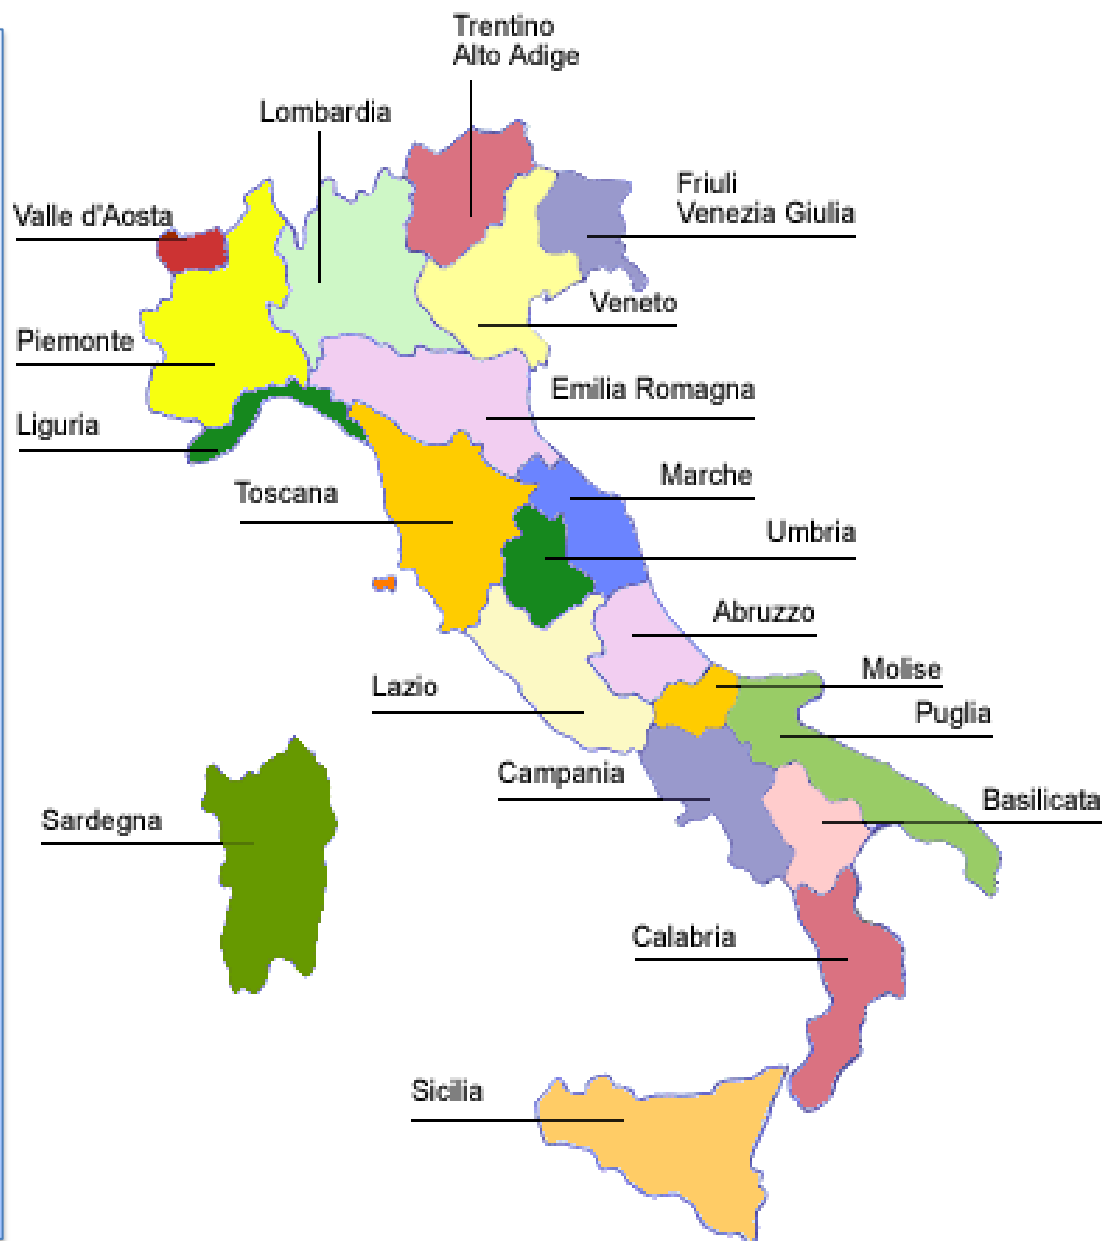 Trentino
Alto Adige
Lombardia
Friuli
Venezia Giulia
Valle d'Aosta
Veneto
Piemonte
Emilia Romagna
Liguria
Marche
Toscana
Umbria
Abruzzo
Molise
Lazio
Puglia
Campania
Basilicata
Sardegna
Calabria
Sicilia